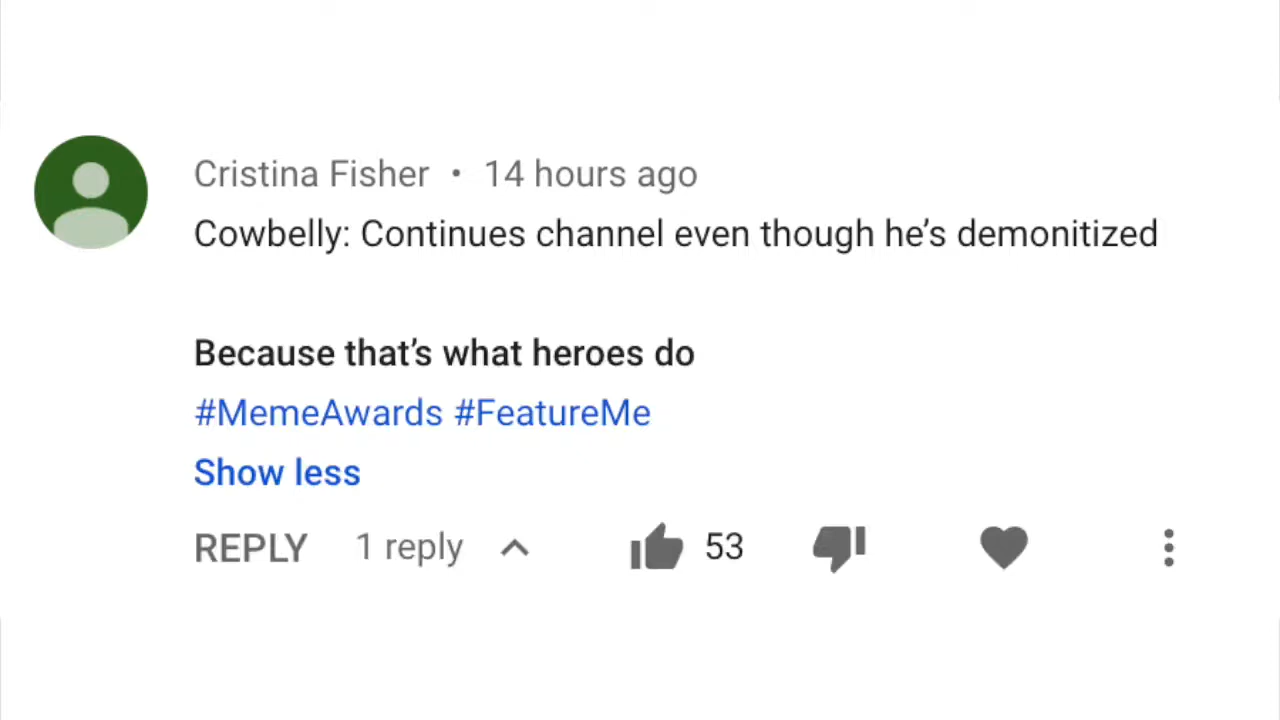 Cristina Fisher • 14 hours ago
Cowbelly: Continues channel even though he’s demonitized
Because that’s what heroes do
#MemeAwards #FeatureMe
Show less
REPLY 1 reply 53